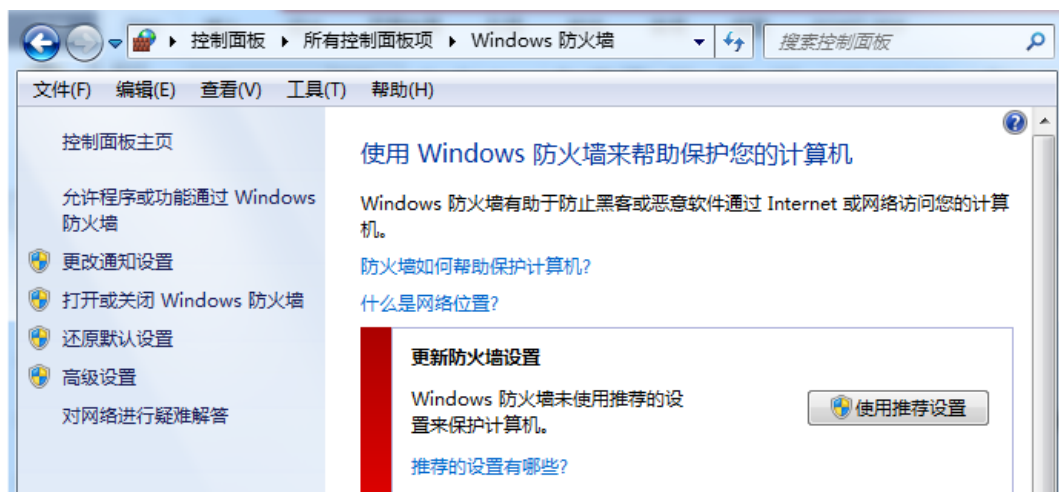 控制面板 ▸ 所有控制面板项 ▸ Windows 防火墙
搜索控制面板
文件(F) 编辑(E) 查看(V) 工具(T) 帮助(H)
控制面板主页
允许程序或功能通过 Windows
防火墙
更改通知设置
打开或关闭 Windows 防火墙
还原默认设置
高级设置
对网络进行疑难解答
使用 Windows 防火墙来帮助保护您的计算机
Windows 防火墙有助于防止黑客或恶意软件通过 Internet 或网络访问您的计算
机。
防火墙如何帮助保护计算机?
什么是网络位置?
更新防火墙设置
Windows 防火墙未使用推荐的设
置来保护计算机。
使用推荐设置
推荐的设置有哪些?